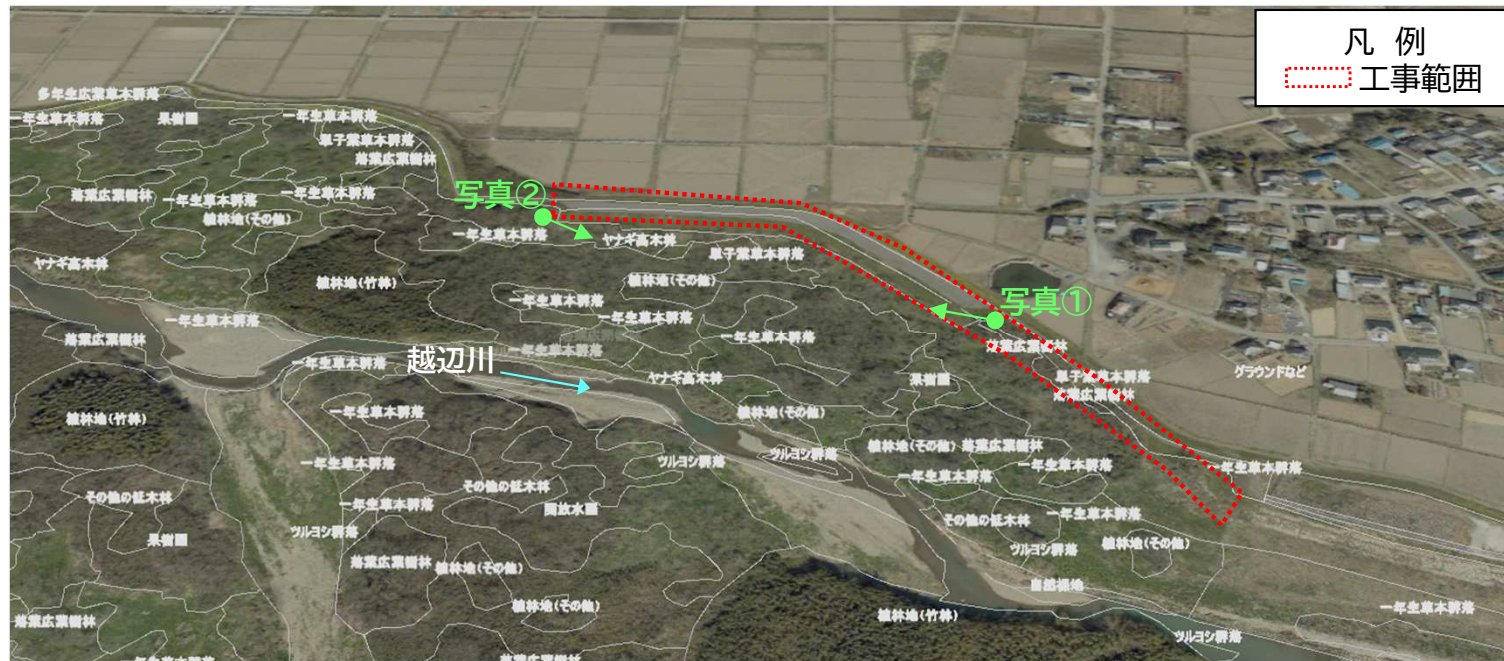 凡 例
工事範囲
多年生広葉草本群落
一年生草本群落
果樹園
一年生草本群落
単子葉草本群落
落葉広葉樹林
落葉広葉樹林
一年生草本群落
一年生草本群落
植林地(その他)
写真②
一年生草本群落
ヤナギ高木林
単子葉草本群落
ヤナギ高木林
植林地(竹林)
植林地(その他)
一年生草本群落
一年生草本群落
写真①
一年生草本群落
落葉広葉樹林
一年生草本群落
一年生草本群落
越辺川
ヤナギ高木林
落葉広葉樹林
果樹園
単子葉草本群落
落葉広葉樹林
グラウンドなど
植林地(竹林)
一年生草本群落
植林地(その他)
植林地(その他)
落葉広葉樹林
一年生草本群落
ツルヨシ群落
ツルヨシ群落
一年生草本群落
一年生草本群落
一年生草本群落
その他の低木林
その他の低木林
一年生草本群落
開放水面
その他の低木林
一年生草本群落
果樹園
ツルヨシ群落
ツルヨシ群落
植林地(その他)
落葉広葉樹林
植林地(その他)
自然裸地
植林地(その他)
植林地(竹林)
一年生草本群落
落葉広葉樹林
ツルヨシ群落
一年生草本群落
落葉広葉樹林